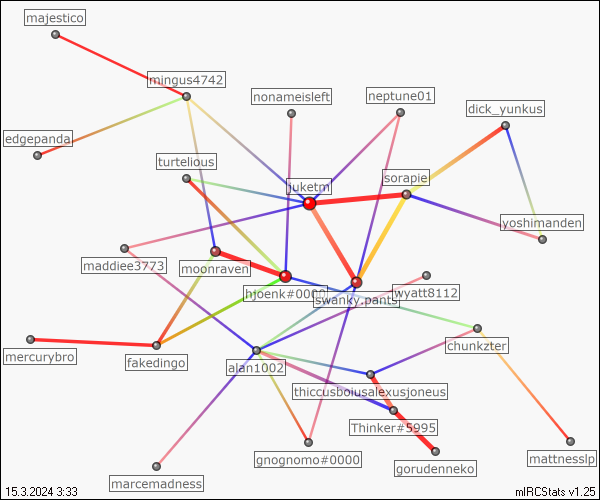 majestico
mingus4742
nonameisleft
neptune01
dick_yunkus
edgepanda
turtelious
juketm
sorapie
yoshimanden
maddiee3773
moonraven
hjoenk#0000
swanky.pants
wyatt8112
mercurybro
fakedingo
alan1002
chunkzter
thiccusboiusalexusjoneus
Thinker#5995
gnognomo#0000
gorudenneko
mattnesslp
marcemadness
15.3.2024 3:33
mIRCStats v1.25